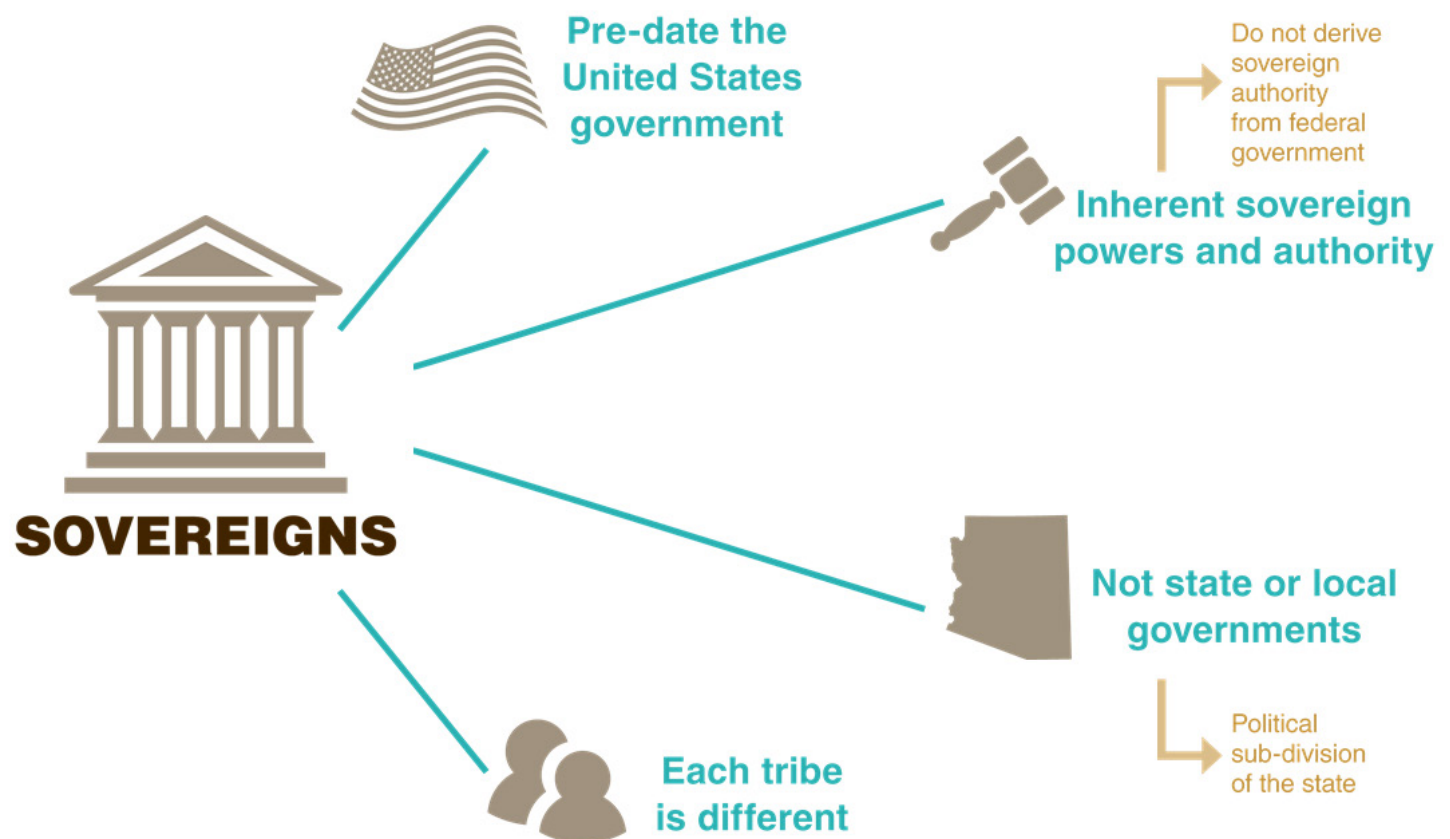 Pre-date the
United States
government
Do not derive
sovereign
authority
from federal
government
Inherent sovereign
powers and authority
SOVEREIGNS
Not state or local
governments
Political
sub-division
of the state
Each tribe
is different